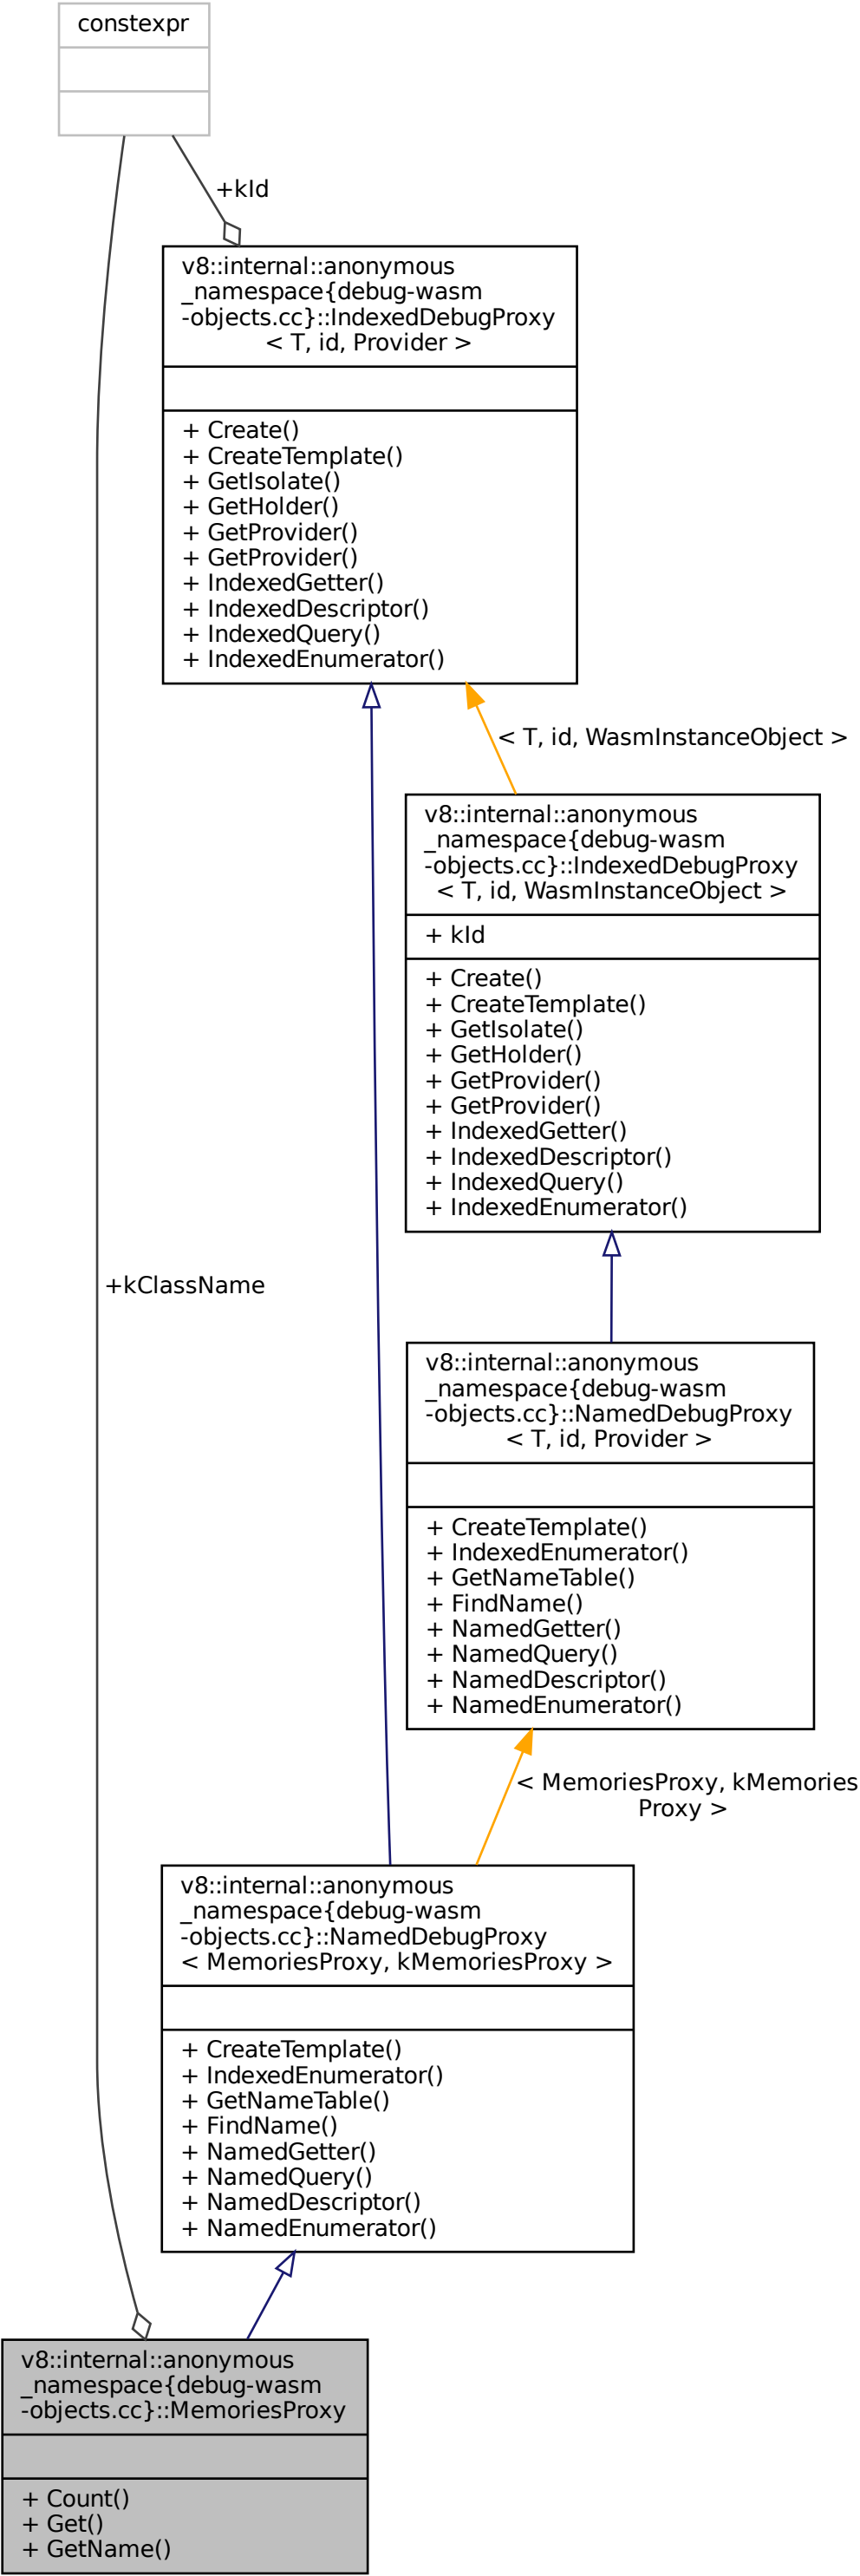 constexpr
+kId
v8::internal::anonymous
_namespace{debug-wasm
-objects.cc}::IndexedDebugProxy
< T, id, Provider >
+ Create()
+ CreateTemplate()
+ GetIsolate()
+ GetHolder()
+ GetProvider()
+ GetProvider()
+ IndexedGetter()
+ IndexedDescriptor()
+ IndexedQuery()
+ IndexedEnumerator()
< T, id, WasmInstanceObject >
v8::internal::anonymous
_namespace{debug-wasm
-objects.cc}::IndexedDebugProxy
< T, id, WasmInstanceObject >
+ kId
+ Create()
+ CreateTemplate()
+ GetIsolate()
+ GetHolder()
+ GetProvider()
+ GetProvider()
+ IndexedGetter()
+ IndexedDescriptor()
+ IndexedQuery()
+ IndexedEnumerator()
+kClassName
v8::internal::anonymous
_namespace{debug-wasm
-objects.cc}::NamedDebugProxy
< T, id, Provider >
+ CreateTemplate()
+ IndexedEnumerator()
+ GetNameTable()
+ FindName()
+ NamedGetter()
+ NamedQuery()
+ NamedDescriptor()
+ NamedEnumerator()
< MemoriesProxy, kMemories
Proxy >
v8::internal::anonymous
_namespace{debug-wasm
-objects.cc}::NamedDebugProxy
< MemoriesProxy, kMemoriesProxy >
+ CreateTemplate()
+ IndexedEnumerator()
+ GetNameTable()
+ FindName()
+ NamedGetter()
+ NamedQuery()
+ NamedDescriptor()
+ NamedEnumerator()
v8::internal::anonymous
_namespace{debug-wasm
-objects.cc}::MemoriesProxy
+ Count()
+ Get()
+ GetName()